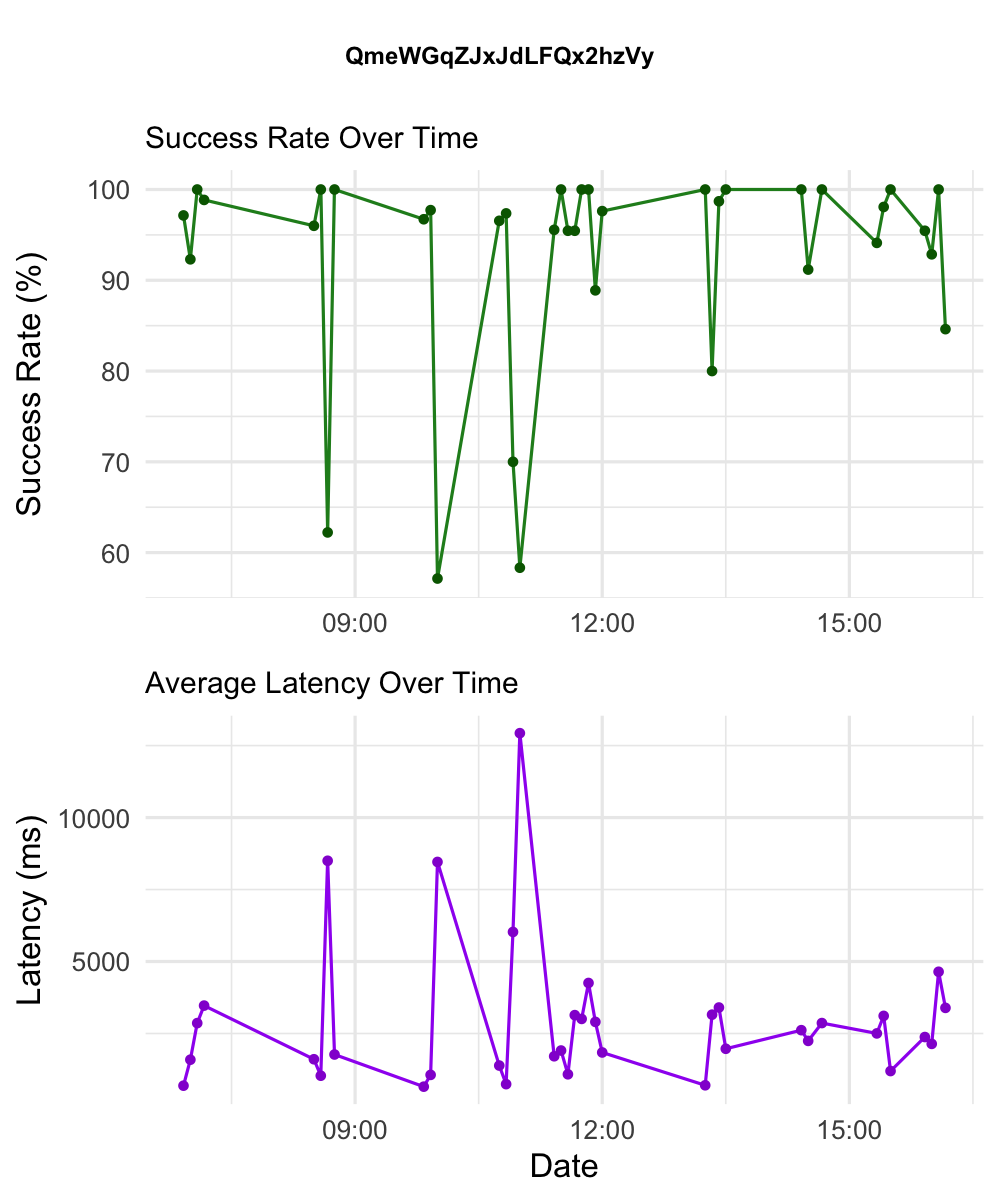 QmeWGqZJxJdLFQx2hzVy
Success Rate Over Time
Success Rate (%)
100
90
80
70
60
09:00 12:00 15:00
Average Latency Over Time
Latency (ms)
10000
5000
09:00 12:00 15:00
Date